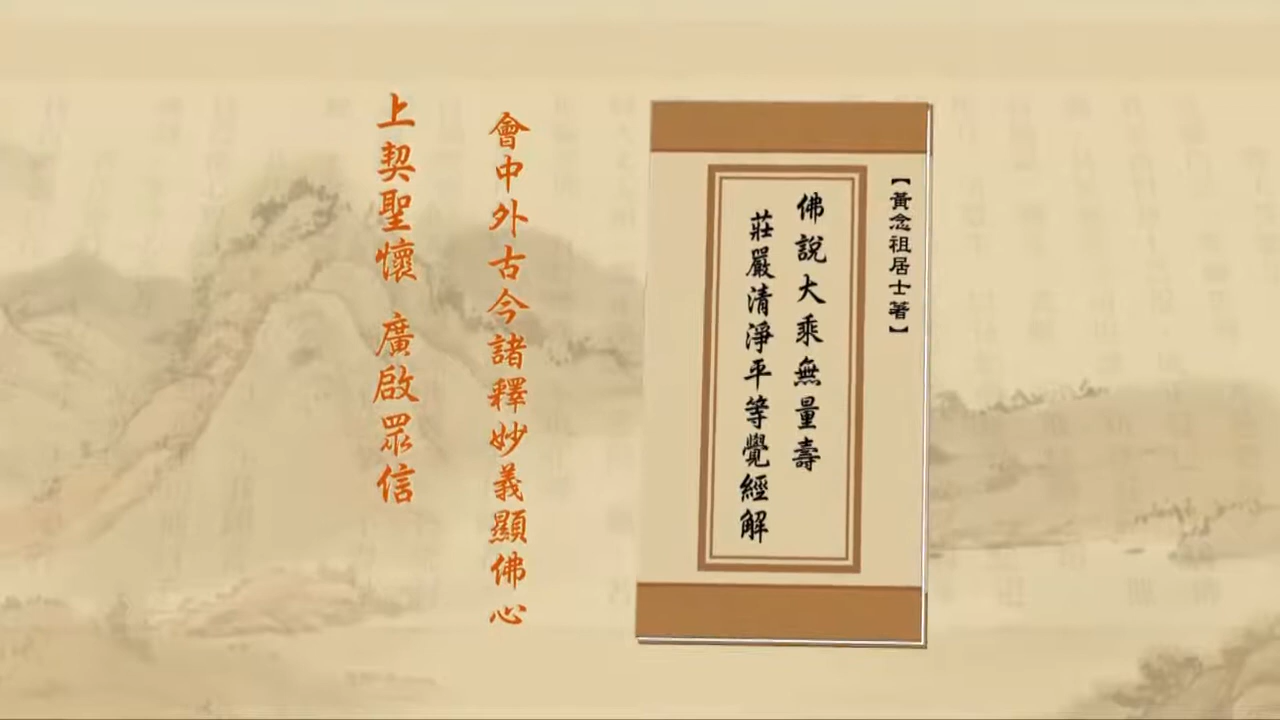 【黃念祖居士著】
佛說大乘無量壽
莊嚴清淨平等覺經解
會中外古今諸釋妙義顯佛心
上契聖懷 廣啟眾信